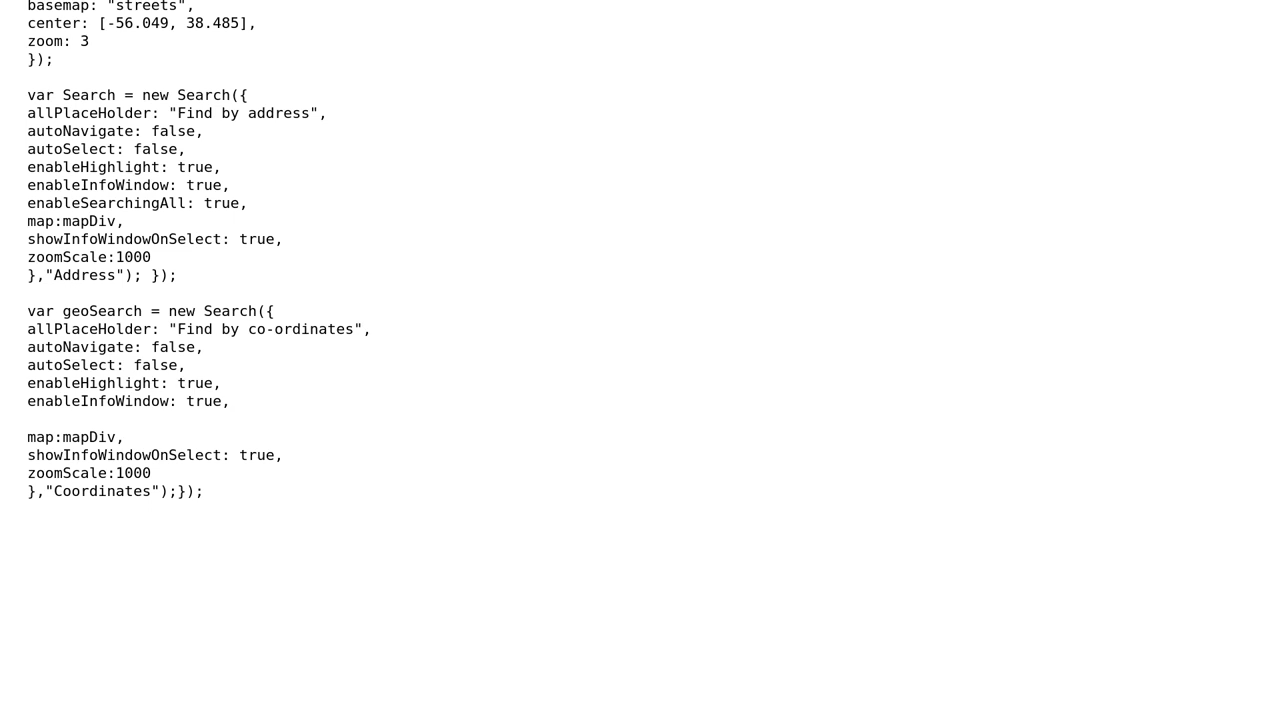 basemap: "streets",
center: [-56.049, 38.485],
zoom: 3
});
var Search = new Search({
allPlaceHolder: "Find by address",
autoNavigate: false,
autoSelect: false,
enableHighlight: true,
enableInfoWindow: true,
enableSearchingAll: true,
map:mapDiv,
showInfoWindowOnSelect: true,
zoomScale:1000
},"Address"); });
var geoSearch = new Search({
allPlaceHolder: "Find by co-ordinates",
autoNavigate: false,
autoSelect: false,
enableHighlight: true,
enableInfoWindow: true,
map:mapDiv,
showInfoWindowOnSelect: true,
zoomScale:1000
},"Coordinates");});